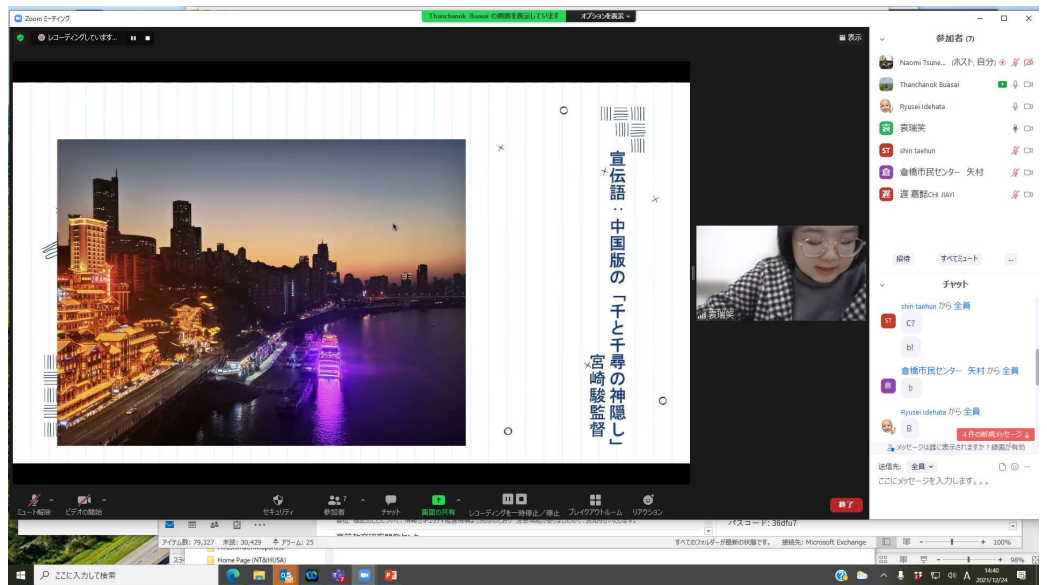 Zoom ミーティング
Thanchanok Buasai の画面を表示しています
オプションを表示
レコーディングしています...
表示
宣伝語：中国版の「千と千尋の神隠し」
宮崎駿監督
袁瑞笑
参加者 (7)
Naomi Tsune... (ホスト, 自分)
Thanchanok Buasai
Ryusei Idehata
袁 袁瑞笑
ST shin taehun
倉 倉橋市民センター 矢村
遅 遅 嘉懿CHI JIAYI
招待
すべてミュート
...
チャット
shin taehun から 全員
ST
C?
b!
倉橋市民センター 矢村 から 全員
倉
b
Ryusei Idehata から 全員
B
4 件の新規メッセージ
メッセージは誰に表示されますか? 録画が有効
送信先: 全員
ここにメッセージを入力します。。。
ミュート解除
ビデオの開始
セキュリティ
参加者
7
チャット
画面の共有
レコーディングを一時停止／停止
ブレイクアウトルーム
リアクション
終了
パスコード: 36dfu7
アイテム数: 79,327
未読: 30,429
アラーム: 25
すべてのフォルダーが最新の状態です。
接続先: Microsoft Exchange
100%
Home Page (NT&HUSA)
98%
ここに入力して検索
A
14:40
2021/12/24